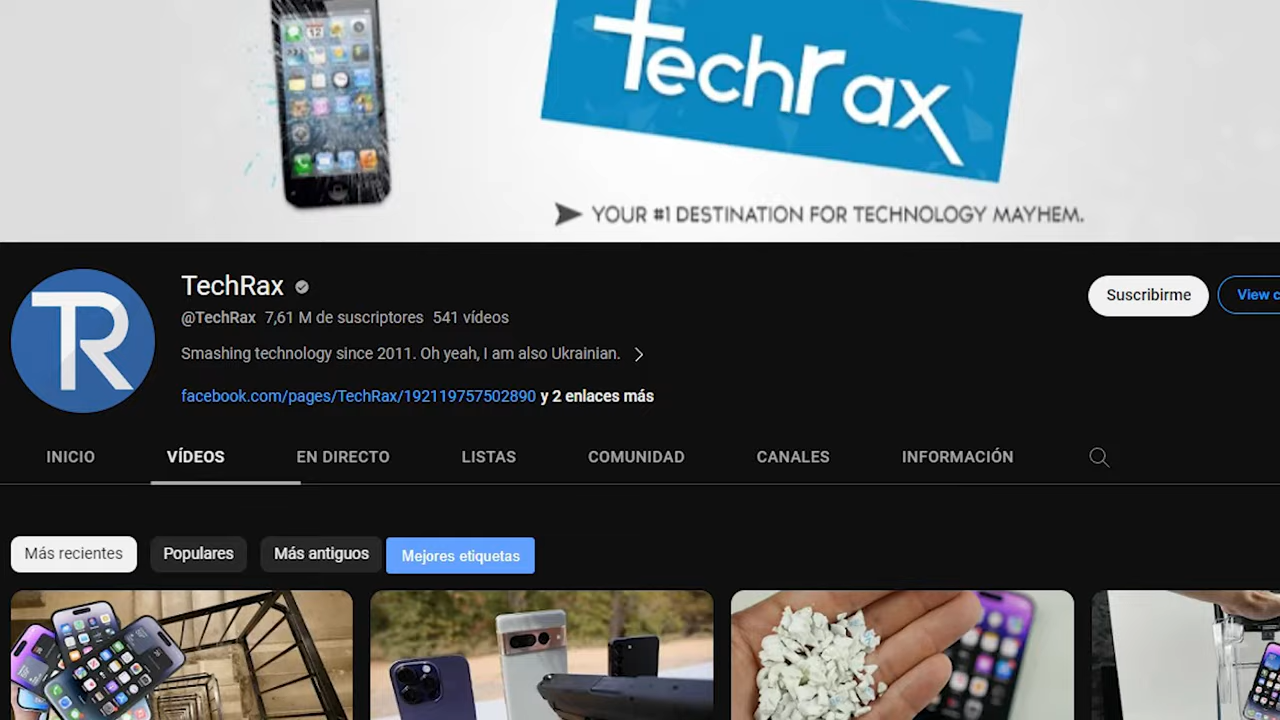 TechRax
YOUR #1 DESTINATION FOR TECHNOLOGY MAYHEM.
TR
TechRax
@TechRax 7,61 M de suscriptores 541 vídeos
Smashing technology since 2011. Oh yeah, I am also Ukrainian.
facebook.com/pages/TechRax/192119757502890 y 2 enlaces más
Suscribirme
View
INICIO VÍDEOS EN DIRECTO LISTAS COMUNIDAD CANALES INFORMACIÓN
Más recientes Populares Más antiguos Mejores etiquetas